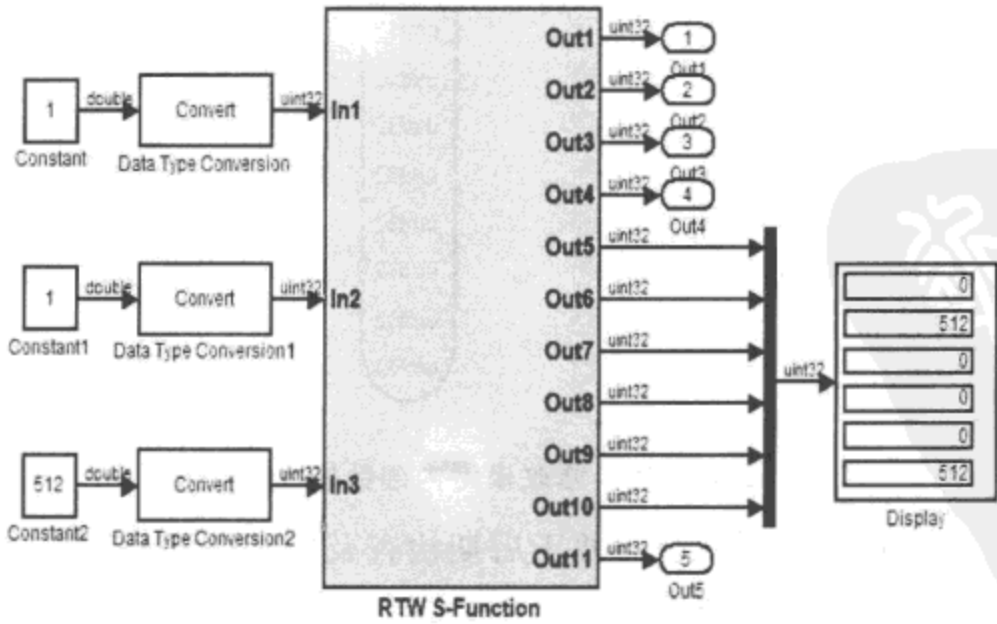 1
Constant
double
Convert
Data Type Conversion
uint32
1
Constant1
double
Convert
Data Type Conversion1
uint32
512
Constant2
double
Convert
Data Type Conversion2
uint32
In1
In2
In3
Out1
Out2
Out3
Out4
Out5
Out6
Out7
Out8
Out9
Out10
Out11
RTW S-Function
uint32
1
Out1
uint32
2
Out2
uint32
3
Out3
uint32
4
Out4
uint32
uint32
uint32
uint32
uint32
uint32
uint32
5
Out5
uint32
0
512
0
0
0
512
Display